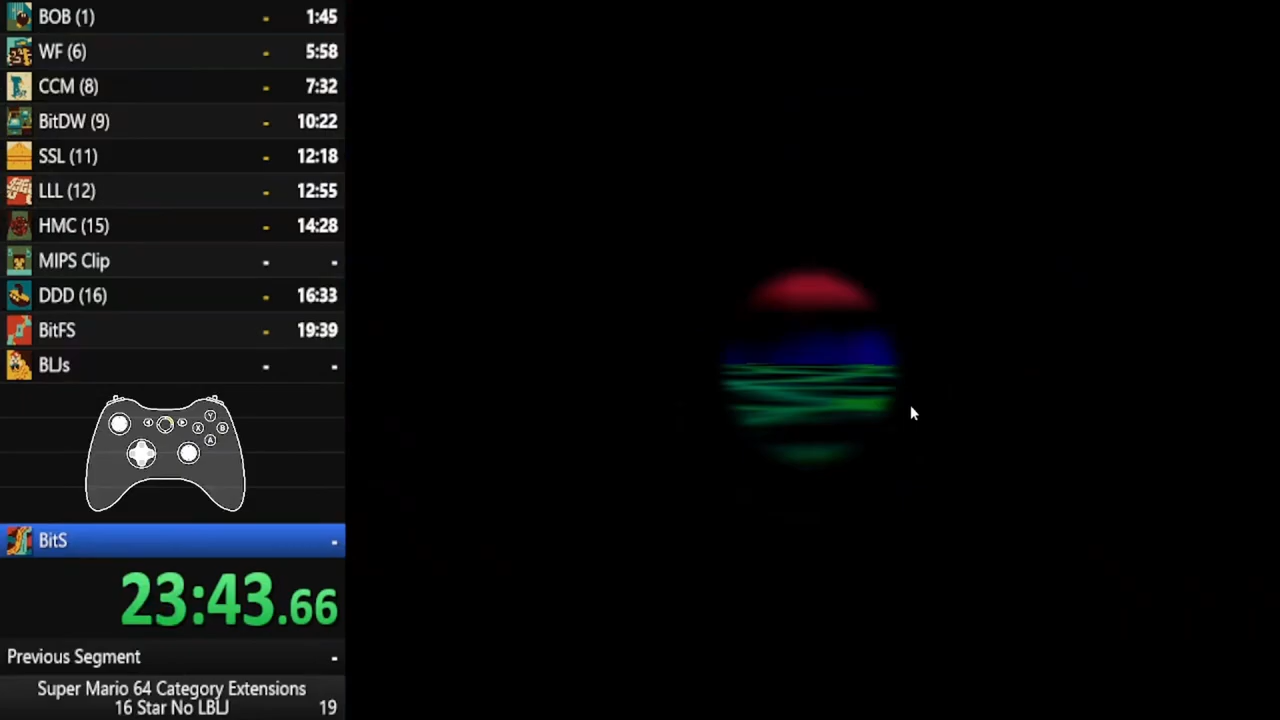 BOB (1) - 1:45
WF (6) - 5:58
CCM (8) - 7:32
BitDW (9) - 10:22
SSL (11) - 12:18
LLL (12) - 12:55
HMC (15) - 14:28
MIPS Clip - -
DDD (16) - 16:33
BitFS - 19:39
BLJs - -
Y
X B
A
BitS -
23:43.66
Previous Segment -
Super Mario 64 Category Extensions
16 Star No LBLJ 19